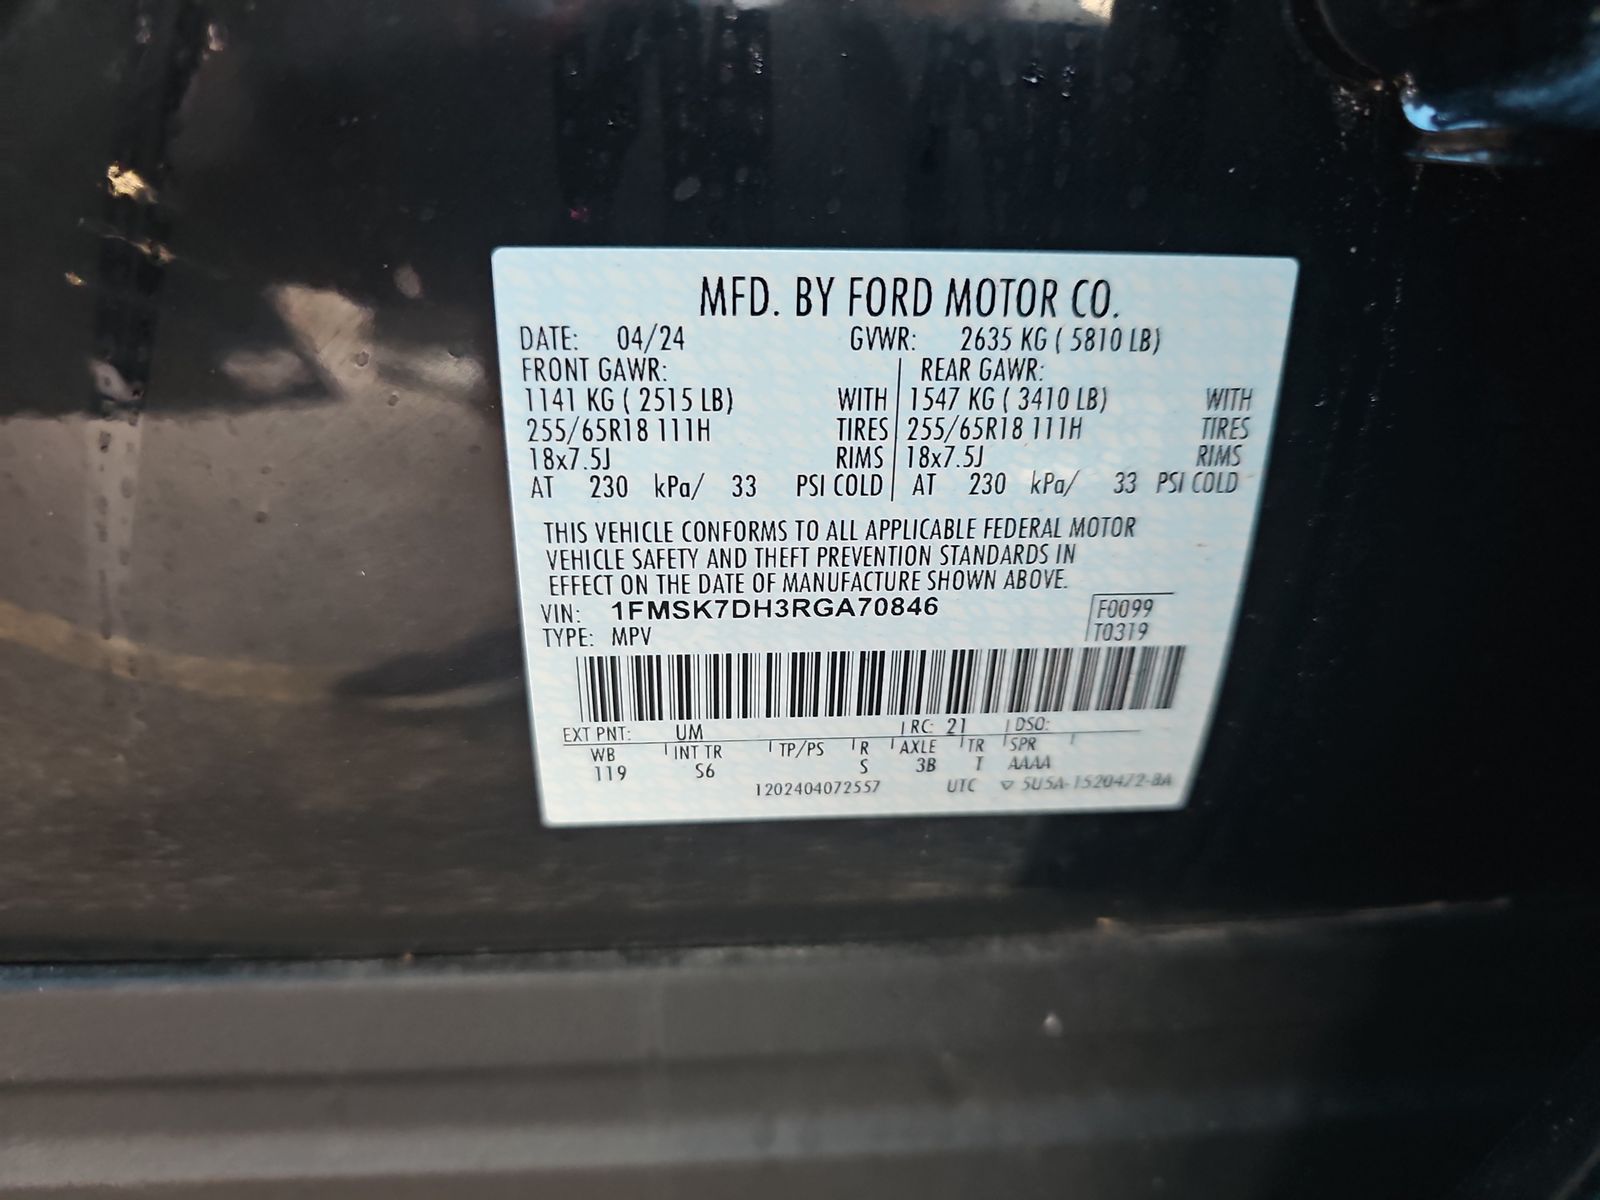 MFD. BY FORD MOTOR CO.
DATE: 04/24 GVWR: 2635 KG ( 5810 LB)
FRONT GAWR: REAR GAWR:
1141 KG ( 2515 LB) WITH 1547 KG ( 3410 LB) WITH
255/65R18 111H TIRES 255/65R18 111H TIRES
18x7.5J RIMS 18x7.5J RIMS
AT 230 kPa/ 33 PSI COLD AT 230 kPa/ 33 PSI COLD
THIS VEHICLE CONFORMS TO ALL APPLICABLE FEDERAL MOTOR
VEHICLE SAFETY AND THEFT PREVENTION STANDARDS IN
EFFECT ON THE DATE OF MANUFACTURE SHOWN ABOVE.
VIN: 1FMSK7DH3RGA70846 F0099
TYPE: MPV T0319
EXT PNT: UM RC: 21 DSO:
WB INT TR TP/PS R AXLE TR SPR
119 S6 S 3B T AAAA
1202404072557 UTC ▽ 5U5A-1520472-BA